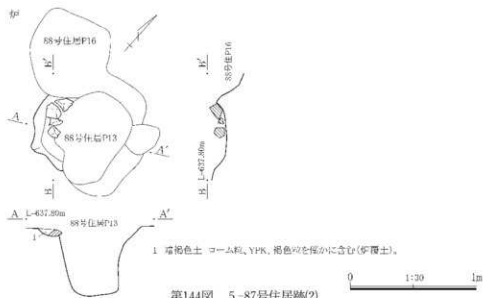 炉
88号住居P16
B'
88号住居P13
A
A'
B
B'
88号住居P16
B
L=637.80m
A L=637.80m 88号住居P13 A'
1
1 暗褐色土 ローム粒、YPK、褐色粒を僅かに含む(炉覆土)。
0 1:30 1m
第144図 5-87号住居跡(2)